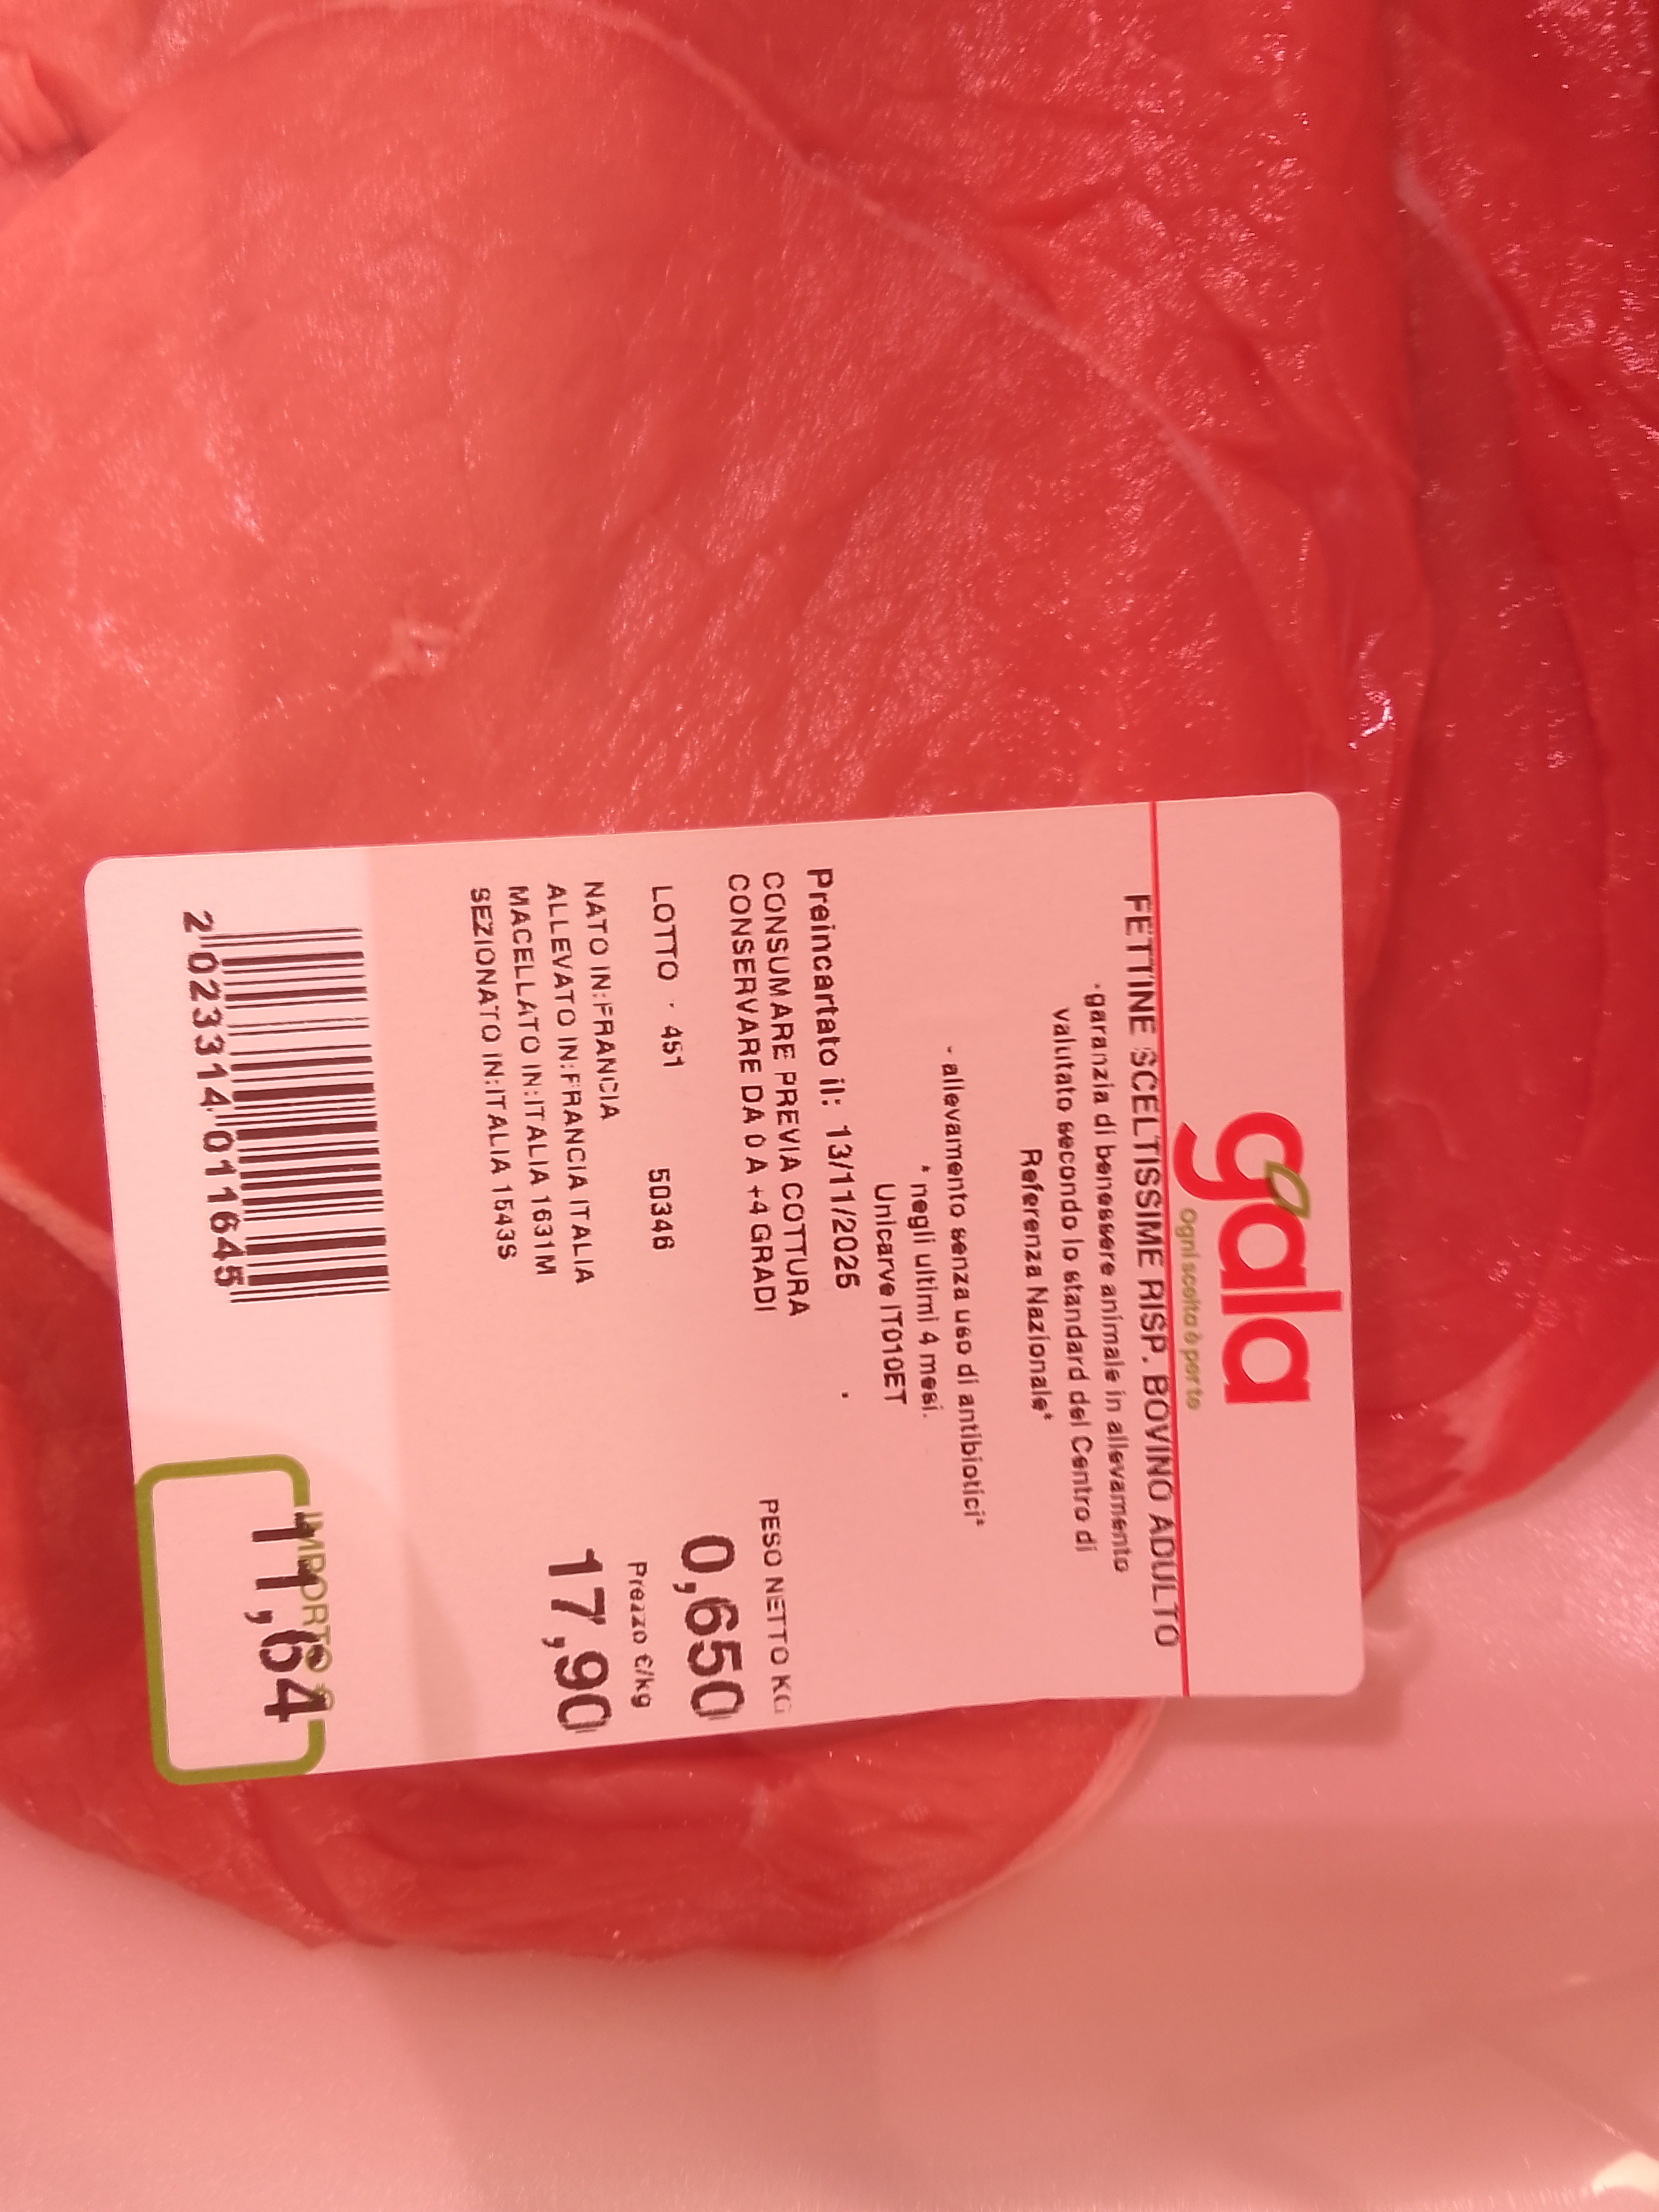 gala
Ogni scelta è per te
FETTINE SCELTISSIME RISP. BOVINO ADULTO
-garanzia di benessere animale in allevamento
valutato secondo lo standard del Centro di
Referenza Nazionale*
- allevamento senza uso di antibiotici*
* negli ultimi 4 mesi.
Unicarve IT010ET
Preincartato il: 13/11/2025
CONSUMARE PREVIA COTTURA
CONSERVARE DA 0 A +4 GRADI
PESO NETTO KG
0,650
LOTTO · 451 50346
Prezzo €/kg
17,90
NATO IN:FRANCIA
ALLEVATO IN:FRANCIA ITALIA
MACELLATO IN:ITALIA 1631M
SEZIONATO IN:ITALIA 1543S
IMPORTO €
11,64
2 023314 011645